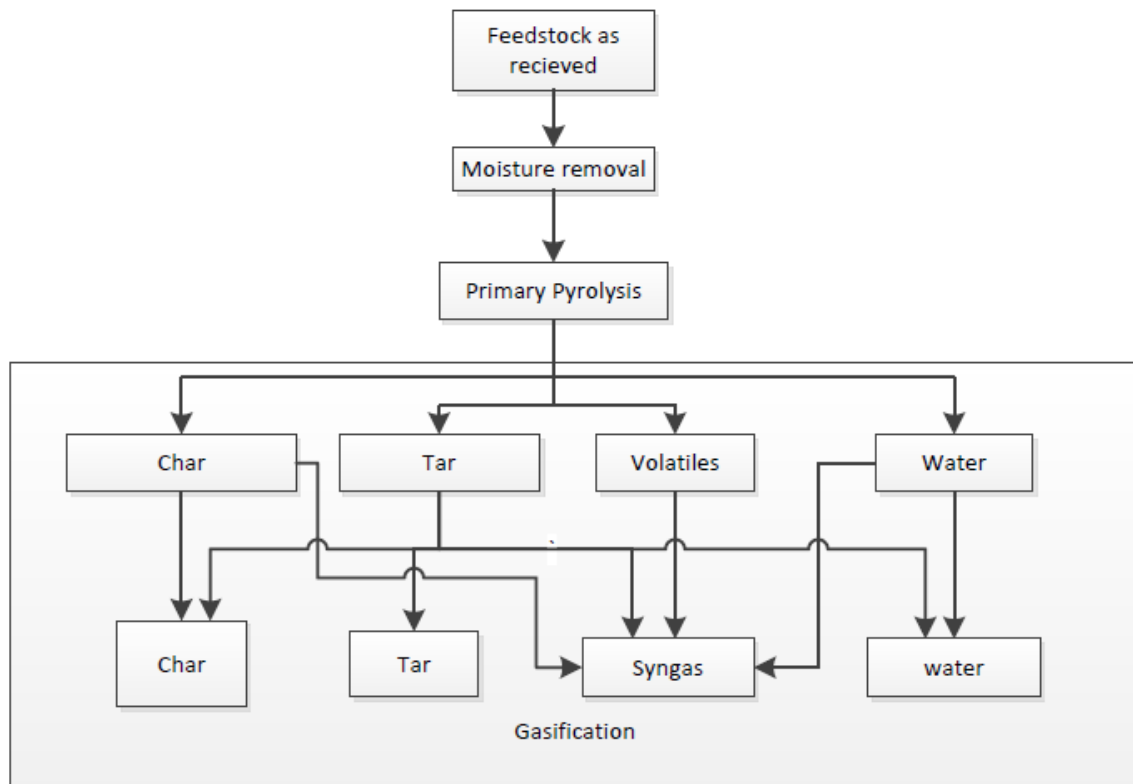 Feedstock as
recieved
Moisture removal
Primary Pyrolysis
Char
Tar
Volatiles
Water
`
Char
Tar
Syngas
water
Gasification